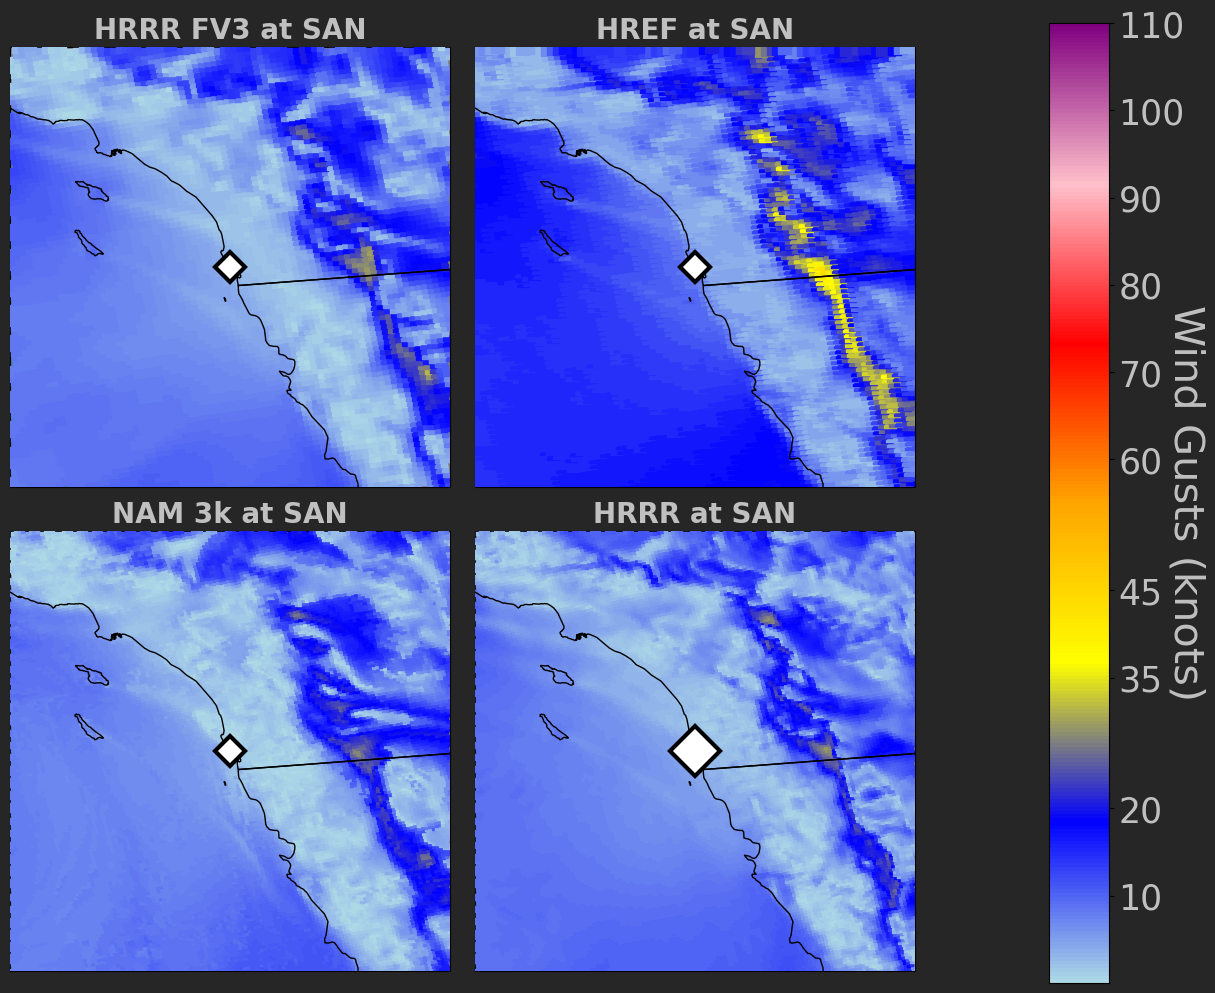 HRRR FV3 at SAN
HREF at SAN
NAM 3k at SAN
HRRR at SAN
110
100
90
80
70
60
45
35
20
10
Wind Gusts (knots)